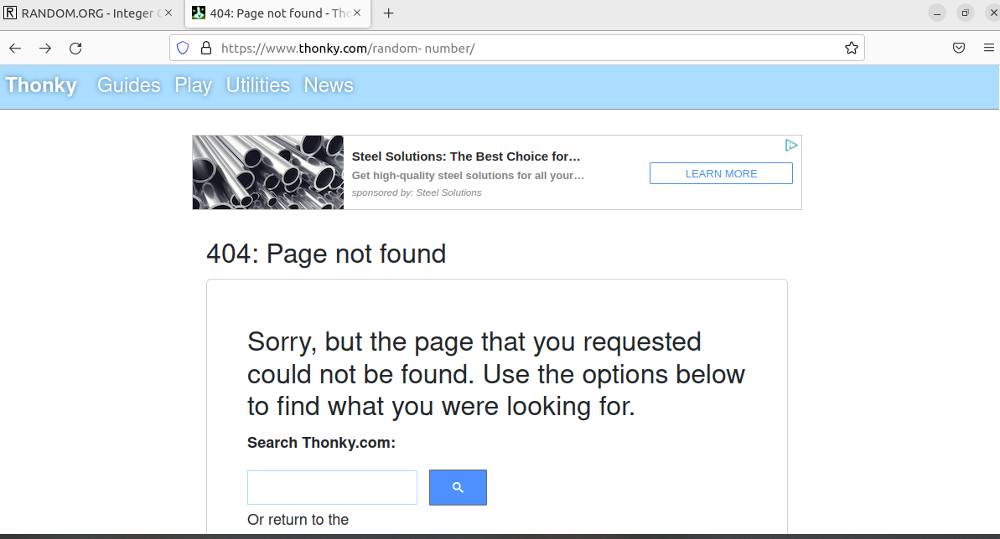 RANDOM.ORG - Integer
404: Page not found - Tho
https://www.thonky.com/random- number/
Thonky Guides Play Utilities News
Steel Solutions: The Best Choice for…
Get high-quality steel solutions for all your…
sponsored by: Steel Solutions
LEARN MORE
404: Page not found
Sorry, but the page that you requested
could not be found. Use the options below
to find what you were looking for.
Search Thonky.com:
Or return to the